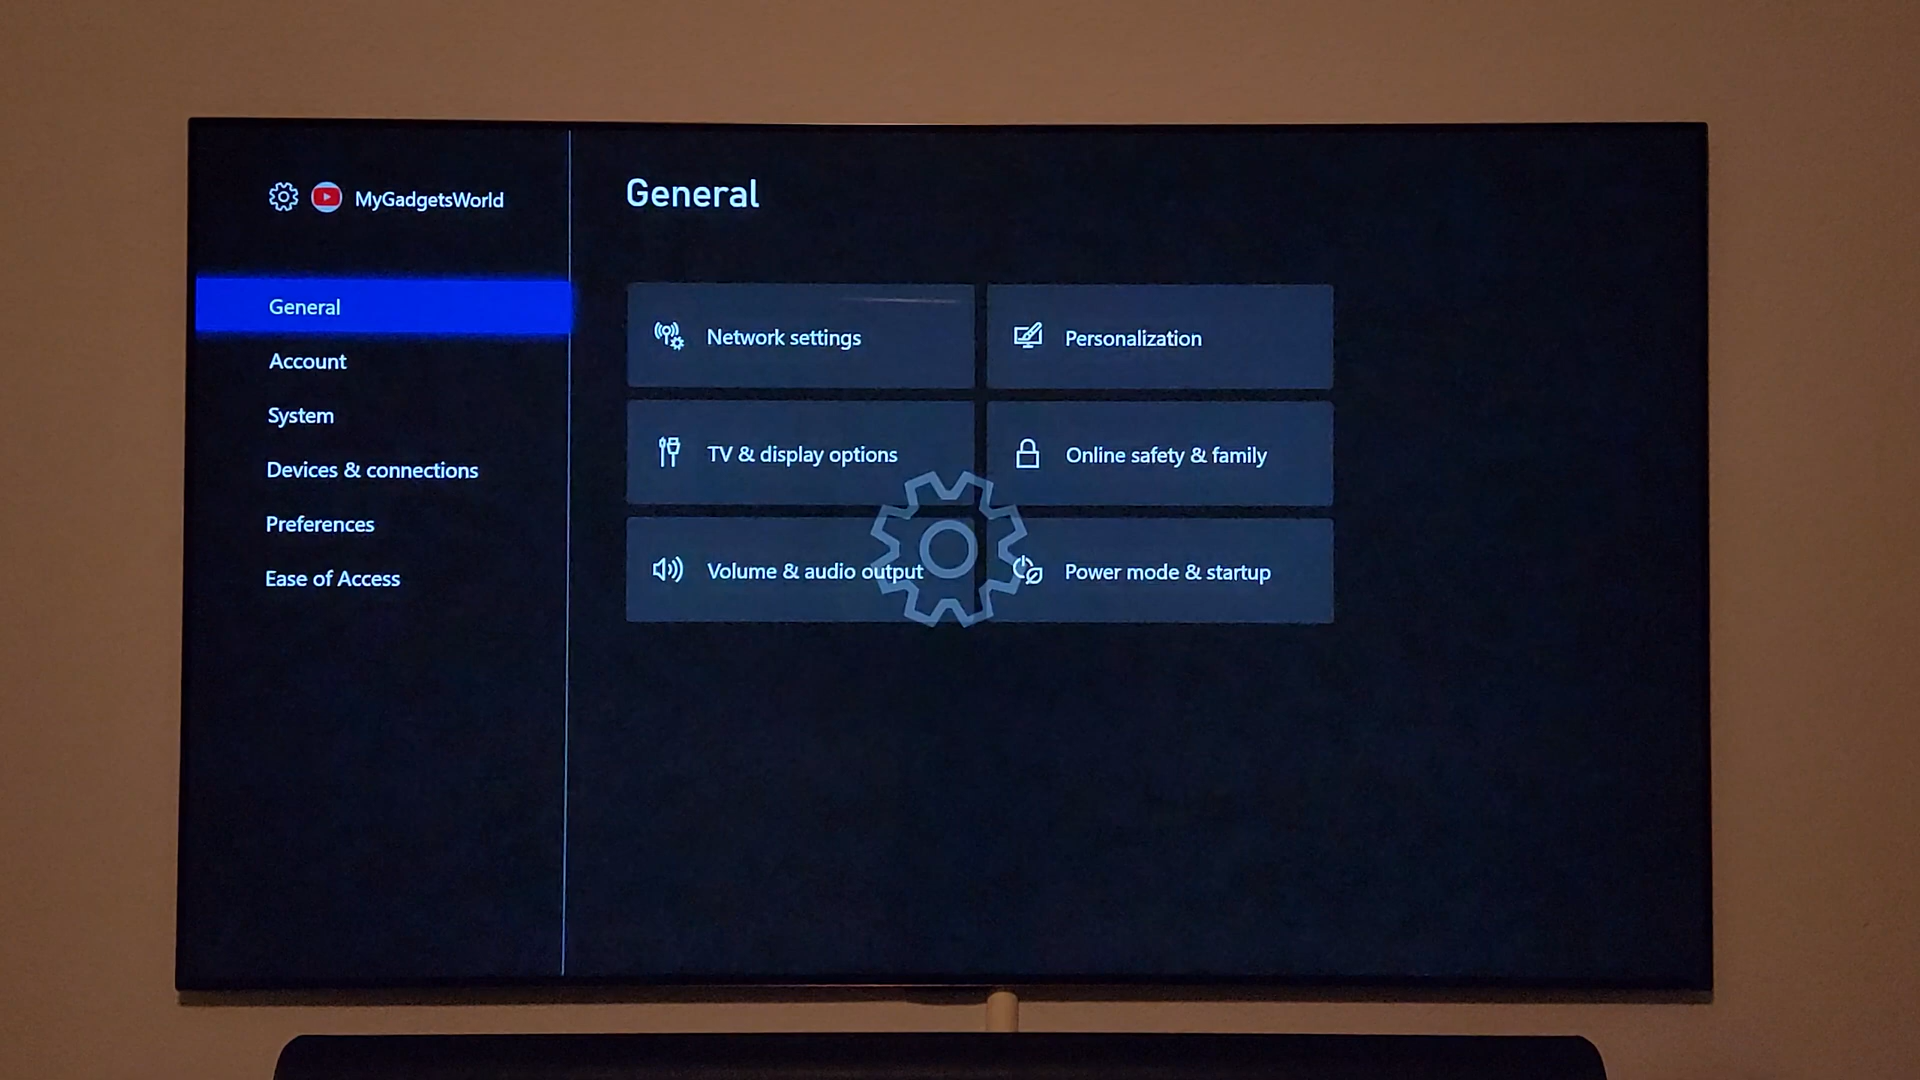 MyGadgetsWorld
General
Account
System
Devices & connections
Preferences
Ease of Access
General
Network settings
Personalization
TV & display options
Online safety & family
Volume & audio output
Power mode & startup